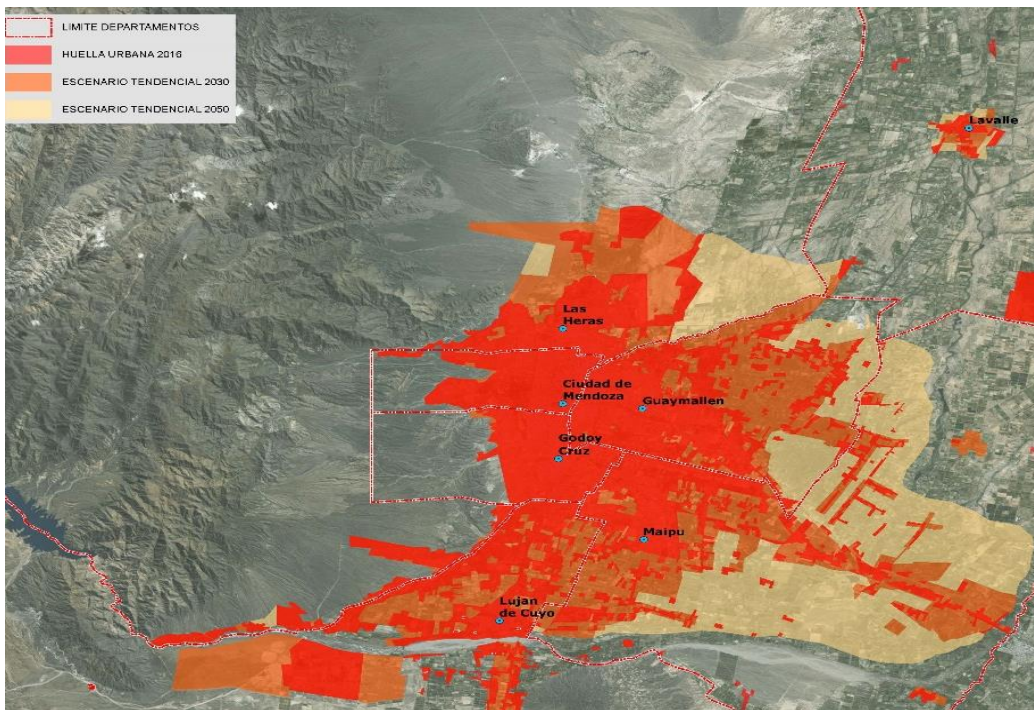 LIMITE DEPARTAMENTOS
HUELLA URBANA 2016
ESCENARIO TENDENCIAL 2030
ESCENARIO TENDENCIAL 2050
Lavalle
Las
Heras
Ciudad de
Mendoza
Guaymallen
Godoy
Cruz
Maipu
Lujan
de Cuyo